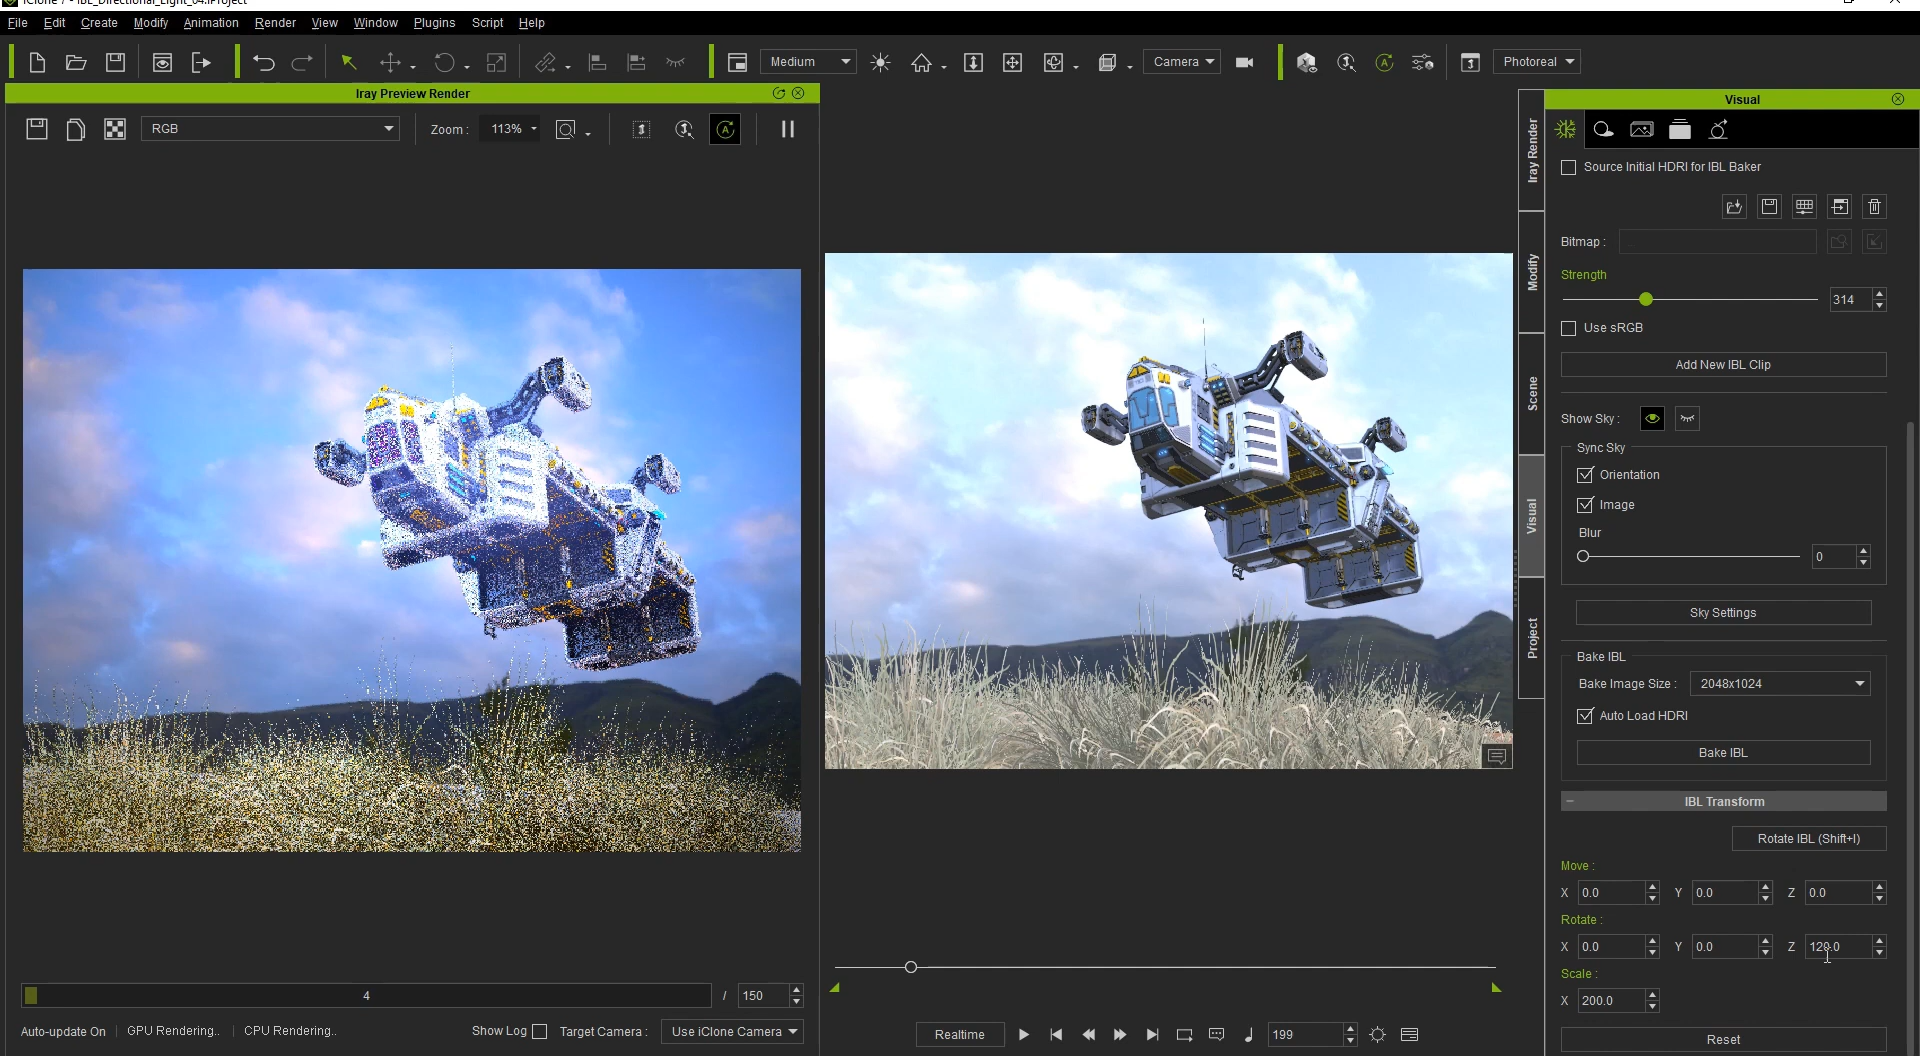 iClone 7 - IBL_Directional_Light_04.iProject
File Edit Create Modify Animation Render View Window Plugins Script Help
Medium Camera Photoreal
Iray Preview Render
RGB Zoom : 113%
Iray Render
Modify
Scene
Visual
Project
Visual
Source Initial HDRI for IBL Baker
Bitmap :
Strength
314
Use sRGB
Add New IBL Clip
Show Sky :
Sync Sky
Orientation
Image
Blur
0
Sky Settings
Bake IBL
Bake Image Size : 2048x1024
Auto Load HDRI
Bake IBL
IBL Transform
Rotate IBL (Shift+I)
Move :
X 0.0 Y 0.0 Z 0.0
Rotate :
X 0.0 Y 0.0 Z 120.0
Scale :
X 200.0
Reset
4 / 150
Auto-update On GPU Rendering.. CPU Rendering.. Show Log Target Camera : Use iClone Camera
Realtime 199